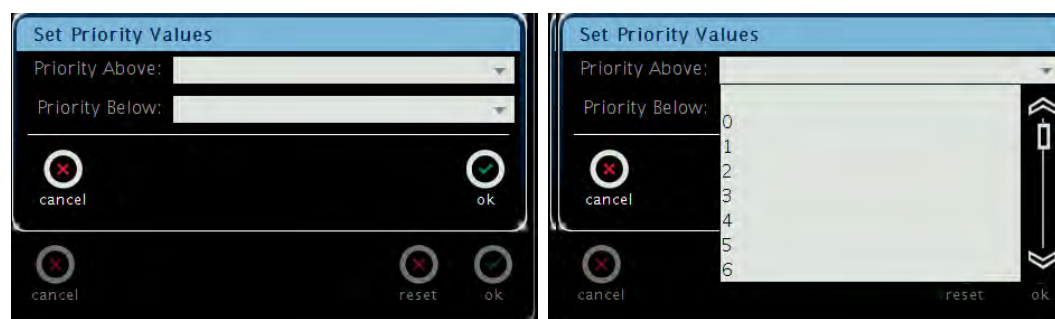 Set Priority Values
Priority Above:
Priority Below:
cancel
ok
cancel
reset
ok
Set Priority Values
Priority Above:
Priority Below:
0
1
2
3
4
5
6
cancel
cancel
reset
ok